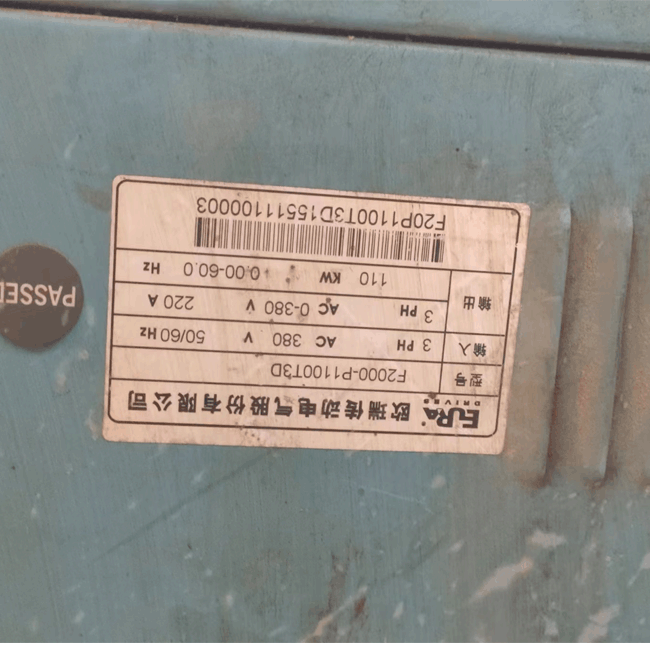 EURA DRIVES 欧瑞传动电气股份有限公司
型号 F2000-P1100T3D
输入 3 PH AC 380 V 50/60 Hz
输出 3 PH AC 0-380 V 220 A
110 KW 0.00-60.0 Hz
F20P1100T3D15511100003
PASSED